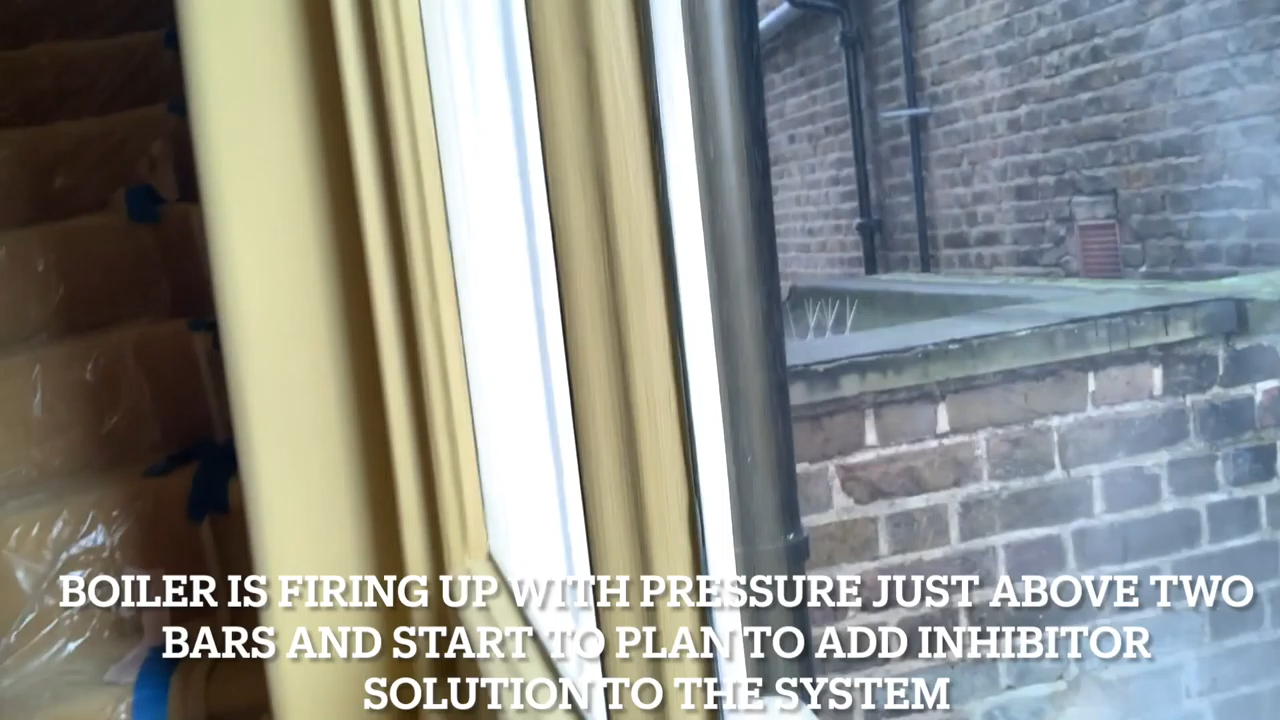 BOILER IS FIRING UP WITH PRESSURE JUST ABOVE TWO
BARS AND START TO PLAN TO ADD INHIBITOR
SOLUTION TO THE SYSTEM